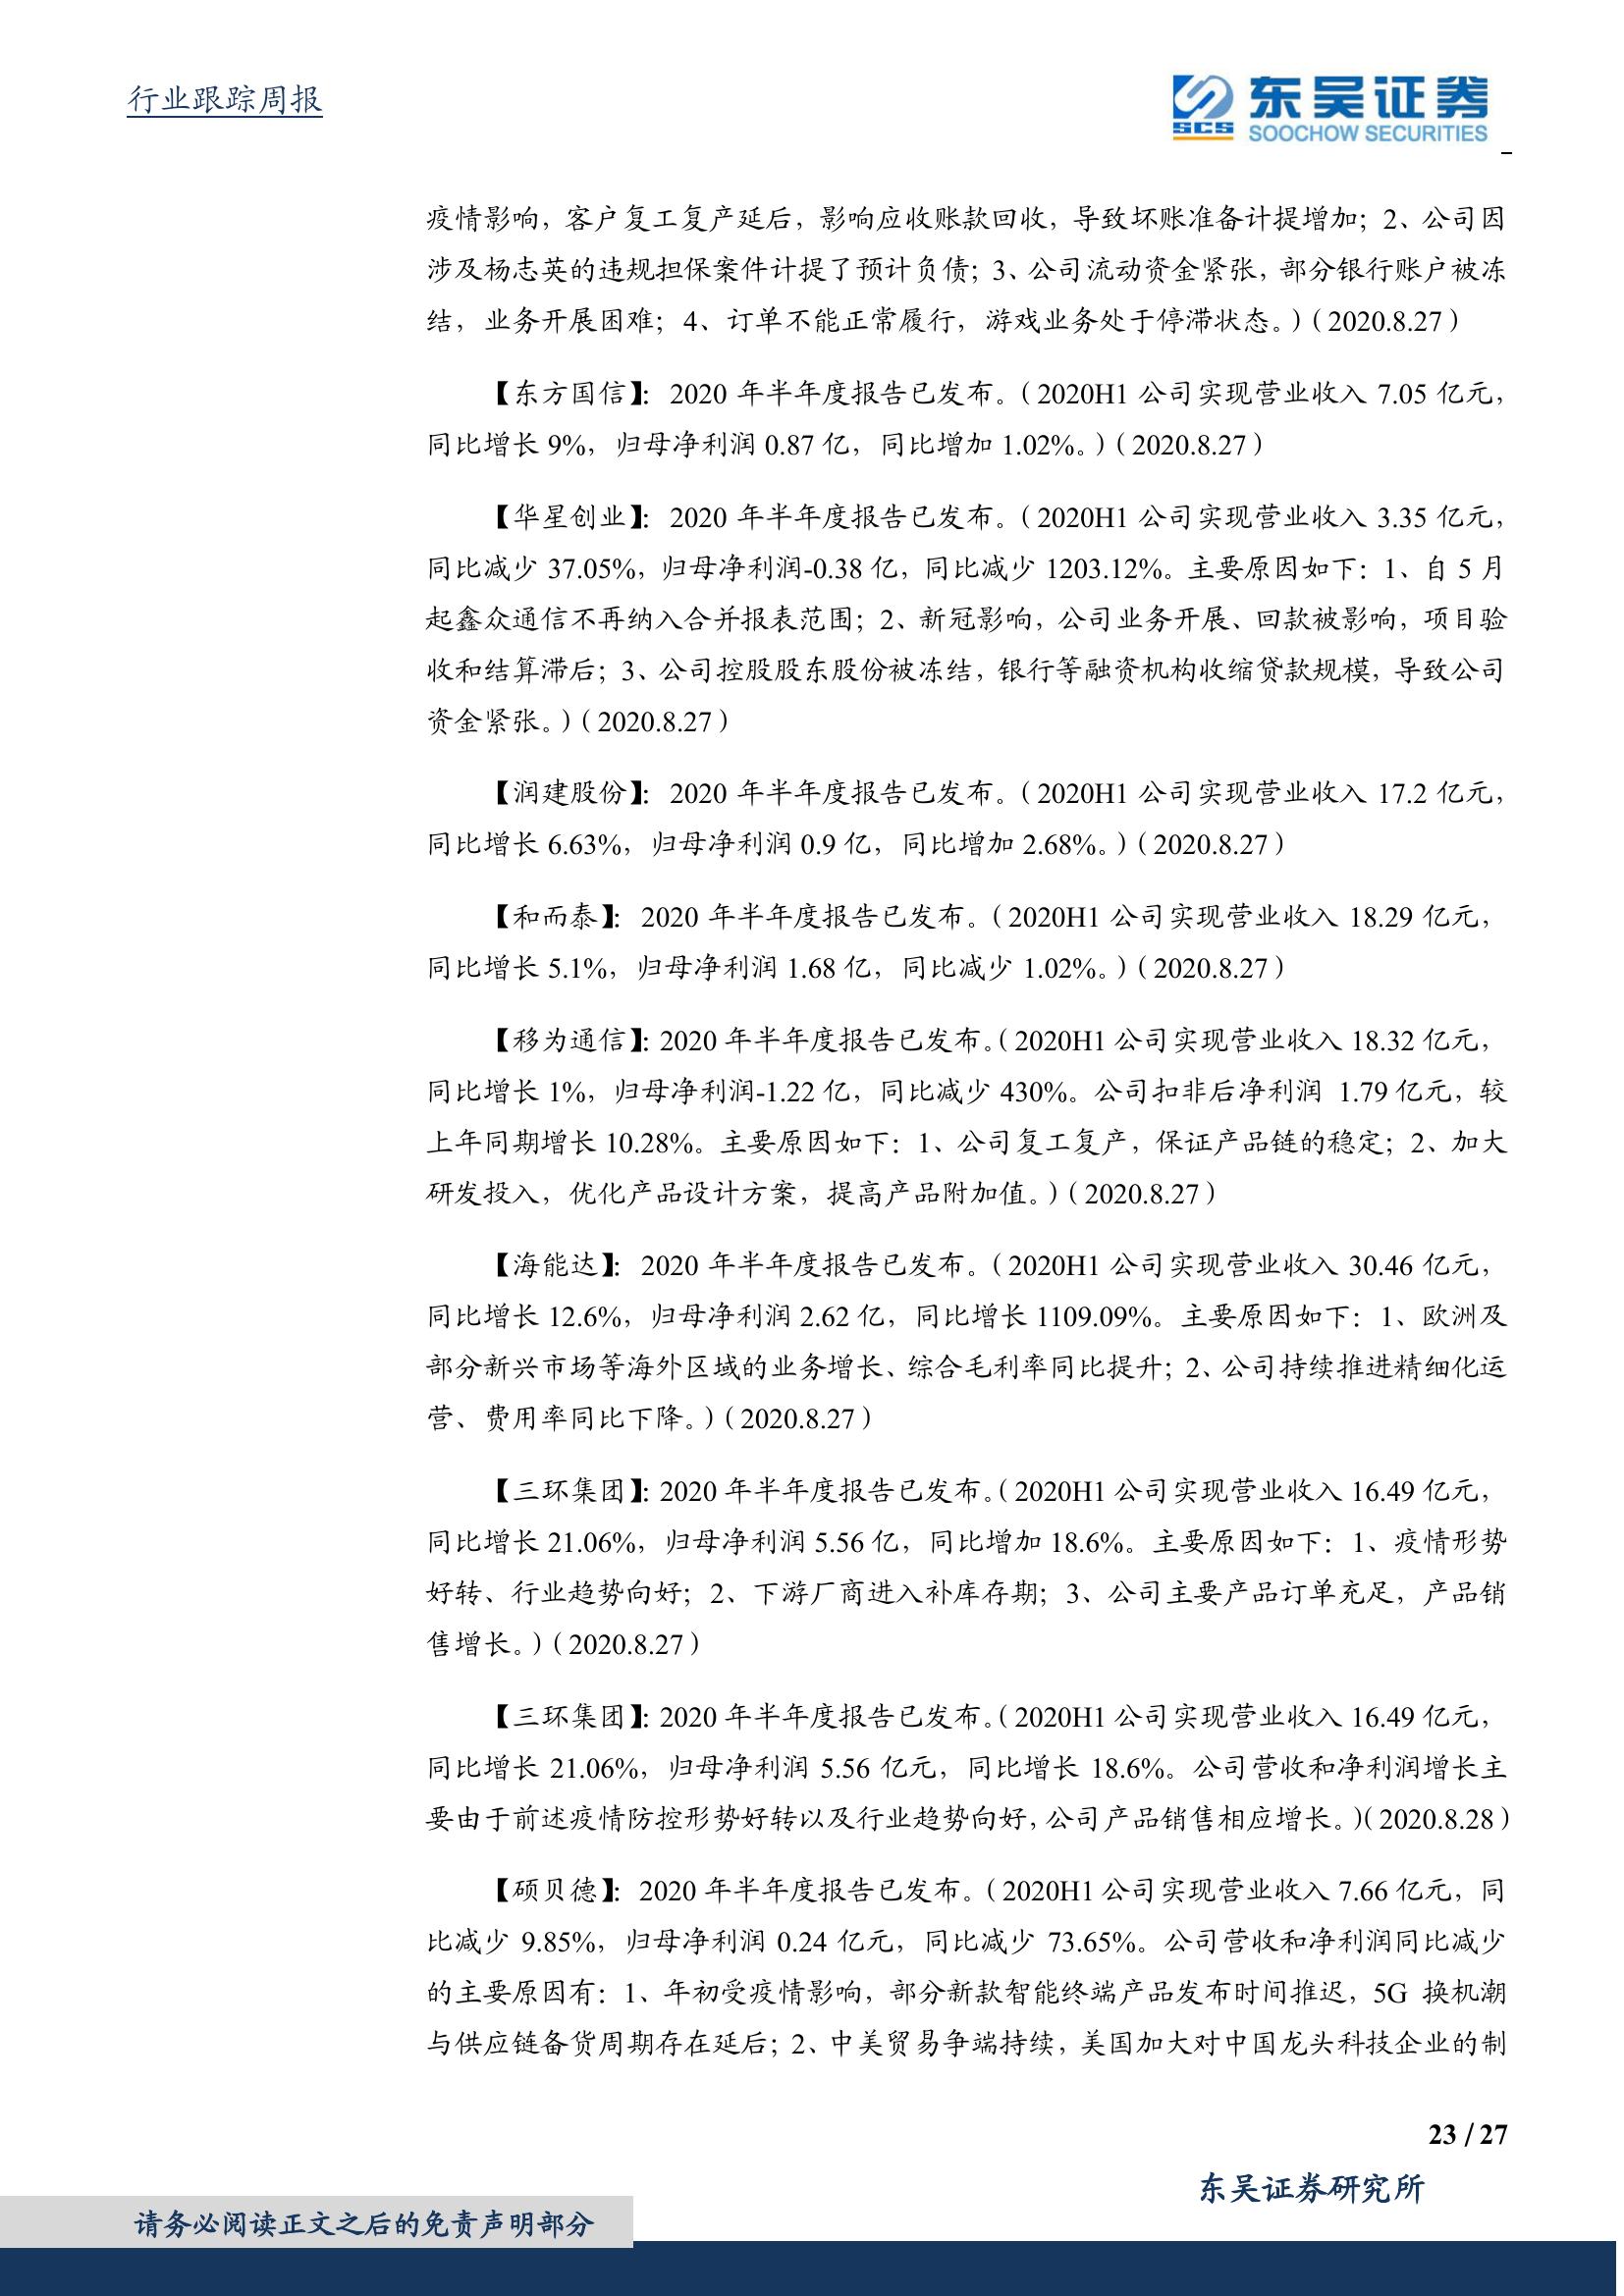 行业跟踪周报
SCS 东吴证券
SOOCHOW SECURITIES
疫情影响，客户复工复产延后，影响应收账款回收，导致坏账准备计提增加；2、公司因
涉及杨志英的违规担保案件计提了预计负债；3、公司流动资金紧张，部分银行账户被冻
结，业务开展困难；4、订单不能正常履行，游戏业务处于停滞状态。）（2020.8.27）
【东方国信】：2020 年半年度报告已发布。（2020H1 公司实现营业收入 7.05 亿元，
同比增长 9%，归母净利润 0.87 亿，同比增加 1.02%。）（2020.8.27）
【华星创业】：2020 年半年度报告已发布。（2020H1 公司实现营业收入 3.35 亿元，
同比减少 37.05%，归母净利润-0.38 亿，同比减少 1203.12%。主要原因如下：1、自 5 月
起鑫众通信不再纳入合并报表范围；2、新冠影响，公司业务开展、回款被影响，项目验
收和结算滞后；3、公司控股股东股份被冻结，银行等融资机构收缩贷款规模，导致公司
资金紧张。）（2020.8.27）
【润建股份】：2020 年半年度报告已发布。（2020H1 公司实现营业收入 17.2 亿元，
同比增长 6.63%，归母净利润 0.9 亿，同比增加 2.68%。）（2020.8.27）
【和而泰】：2020 年半年度报告已发布。（2020H1 公司实现营业收入 18.29 亿元，
同比增长 5.1%，归母净利润 1.68 亿，同比减少 1.02%。）（2020.8.27）
【移为通信】：2020 年半年度报告已发布。（2020H1 公司实现营业收入 18.32 亿元，
同比增长 1%，归母净利润-1.22 亿，同比减少 430%。公司扣非后净利润 1.79 亿元，较
上年同期增长 10.28%。主要原因如下：1、公司复工复产，保证产品链的稳定；2、加大
研发投入，优化产品设计方案，提高产品附加值。）（2020.8.27）
【海能达】：2020 年半年度报告已发布。（2020H1 公司实现营业收入 30.46 亿元，
同比增长 12.6%，归母净利润 2.62 亿，同比增长 1109.09%。主要原因如下：1、欧洲及
部分新兴市场等海外区域的业务增长、综合毛利率同比提升；2、公司持续推进精细化运
营、费用率同比下降。）（2020.8.27）
【三环集团】：2020 年半年度报告已发布。（2020H1 公司实现营业收入 16.49 亿元，
同比增长 21.06%，归母净利润 5.56 亿，同比增加 18.6%。主要原因如下：1、疫情形势
好转、行业趋势向好；2、下游厂商进入补库存期；3、公司主要产品订单充足，产品销
售增长。）（2020.8.27）
【三环集团】：2020 年半年度报告已发布。（2020H1 公司实现营业收入 16.49 亿元，
同比增长 21.06%，归母净利润 5.56 亿元，同比增长 18.6%。公司营收和净利润增长主
要由于前述疫情防控形势好转以及行业趋势向好，公司产品销售相应增长。）（2020.8.28）
【硕贝德】：2020 年半年度报告已发布。（2020H1 公司实现营业收入 7.66 亿元，同
比减少 9.85%，归母净利润 0.24 亿元，同比减少 73.65%。公司营收和净利润同比减少
的主要原因有：1、年初受疫情影响，部分新款智能终端产品发布时间推迟，5G 换机潮
与供应链备货周期存在延后；2、中美贸易争端持续，美国加大对中国龙头科技企业的制
23 / 27
东吴证券研究所
请务必阅读正文之后的免责声明部分